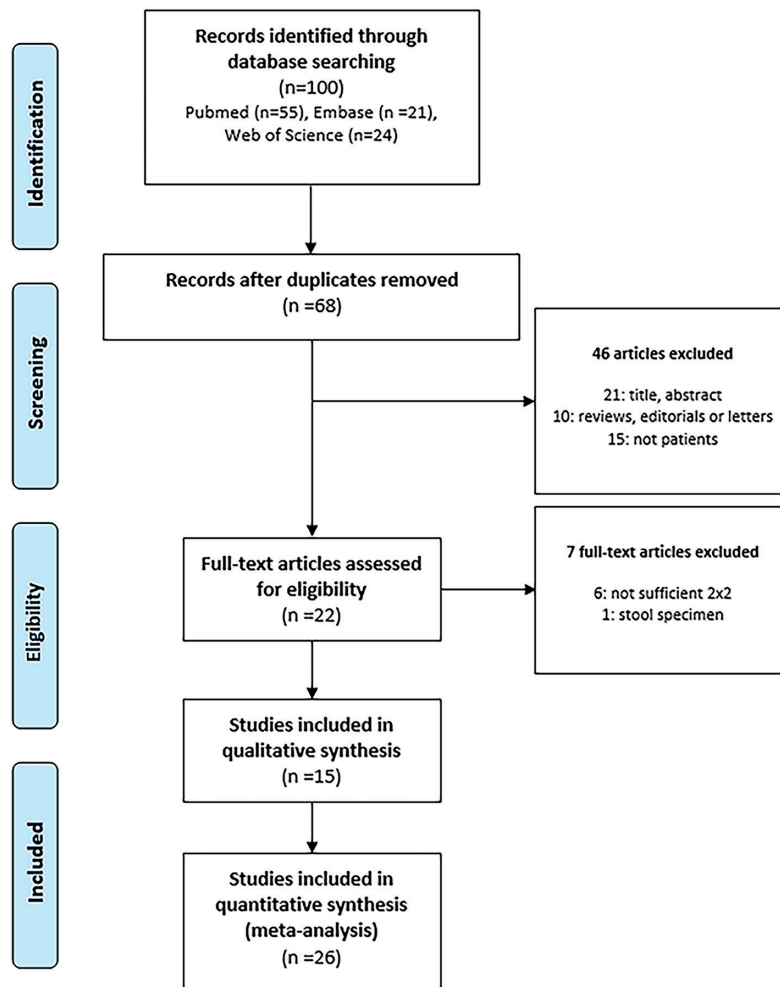 Identification
Records identified through
database searching
(n=100)
Pubmed (n=55), Embase (n =21),
Web of Science (n=24)
Screening
Records after duplicates removed
(n =68)
46 articles excluded
21: title, abstract
10: reviews, editorials or letters
15: not patients
Eligibility
Full-text articles assessed
for eligibility
(n =22)
7 full-text articles excluded
6: not sufficient 2x2
1: stool specimen
Studies included in
qualitative synthesis
(n =15)
Included
Studies included in
quantitative synthesis
(meta-analysis)
(n =26)